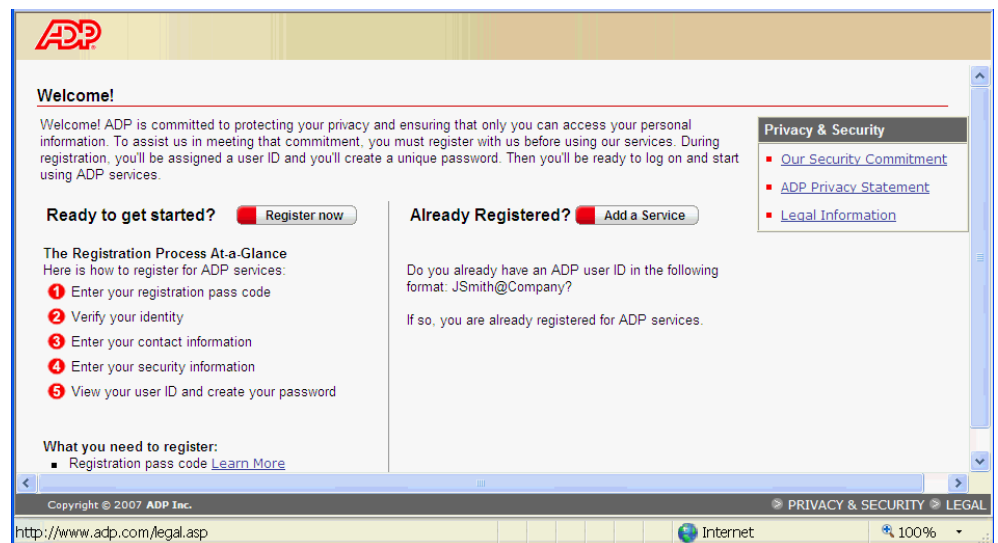 ADP
Welcome!
Welcome! ADP is committed to protecting your privacy and ensuring that only you can access your personal
information. To assist us in meeting that commitment, you must register with us before using our services. During
registration, you'll be assigned a user ID and you'll create a unique password. Then you'll be ready to log on and start
using ADP services.
Privacy & Security
Our Security Commitment
ADP Privacy Statement
Legal Information
Ready to get started? Register now
The Registration Process At-a-Glance
Here is how to register for ADP services:
1 Enter your registration pass code
2 Verify your identity
3 Enter your contact information
4 Enter your security information
5 View your user ID and create your password
What you need to register:
Registration pass code Learn More
Already Registered? Add a Service
Do you already have an ADP user ID in the following
format: JSmith@Company?
If so, you are already registered for ADP services.
Copyright © 2007 ADP Inc.
PRIVACY & SECURITY LEGAL
http://www.adp.com/legal.asp
Internet
100%